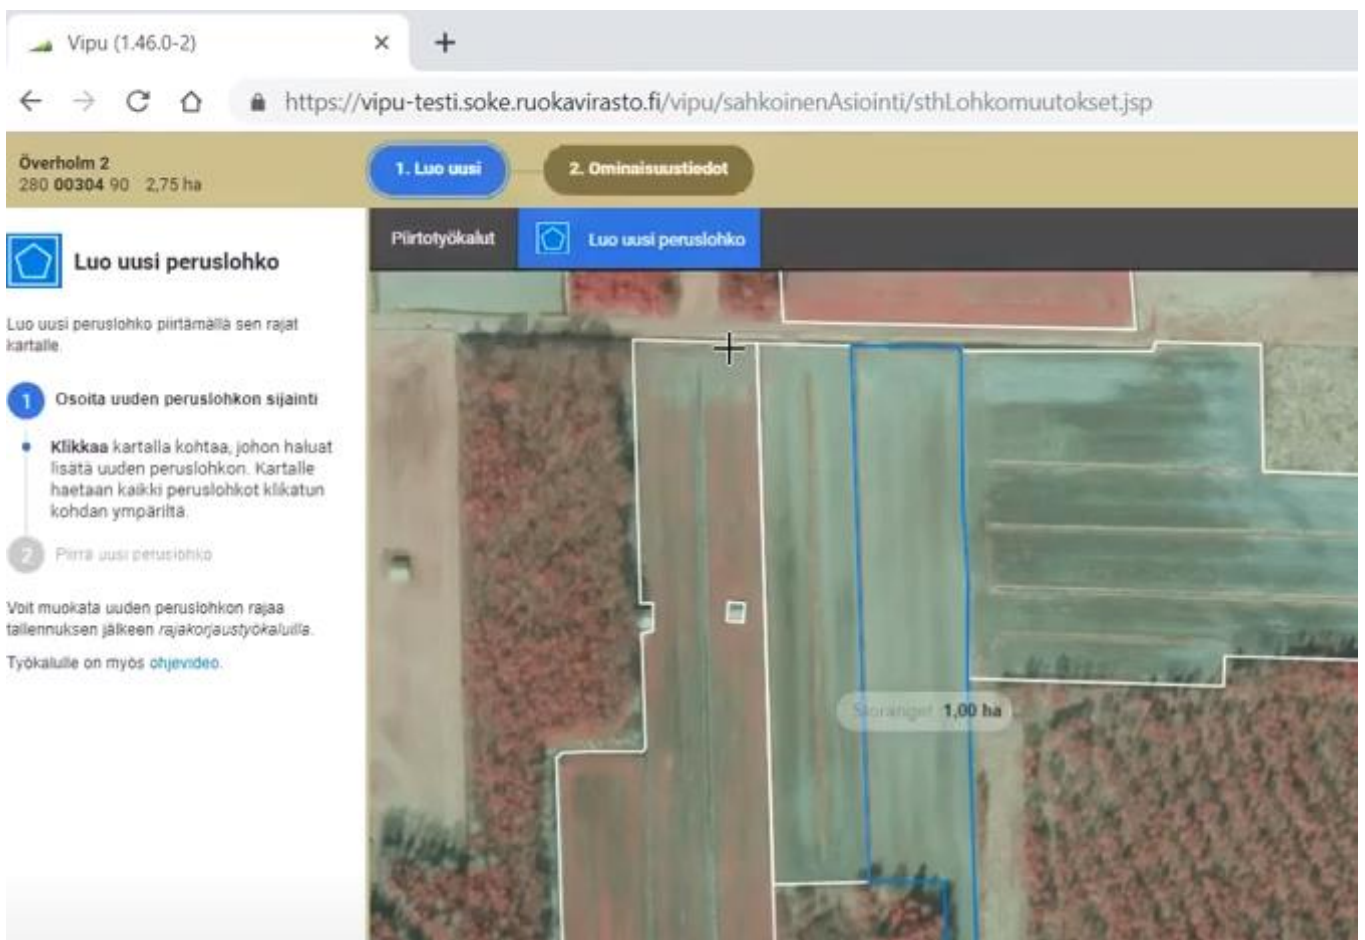 Vipu (1.46.0-2)
https://vipu-testi.soke.ruokavirasto.fi/vipu/sahkoinenAsiointi/sthLohkomuutokset.jsp
Överholm 2
280 00304 90 2,75 ha
1. Luo uusi
2. Ominaisuustiedot
Piirtotyökalut
Luo uusi peruslohko
Luo uusi peruslohko
Luo uusi peruslohko piirtämällä sen rajat
kartalle.
1 Osoita uuden peruslohkon sijainti
Klikkaa kartalla kohtaa, johon haluat
lisätä uuden peruslohkon. Kartalle
haetaan kaikki peruslohkot klikatun
kohdan ympäriltä.
2 Piirrä uusi peruslohko
Voit muokata uuden peruslohkon rajaa
tallennuksen jälkeen rajakorjaustyökaluilla.
Työkalulle on myös ohjevideo.
Storänget 1,00 ha